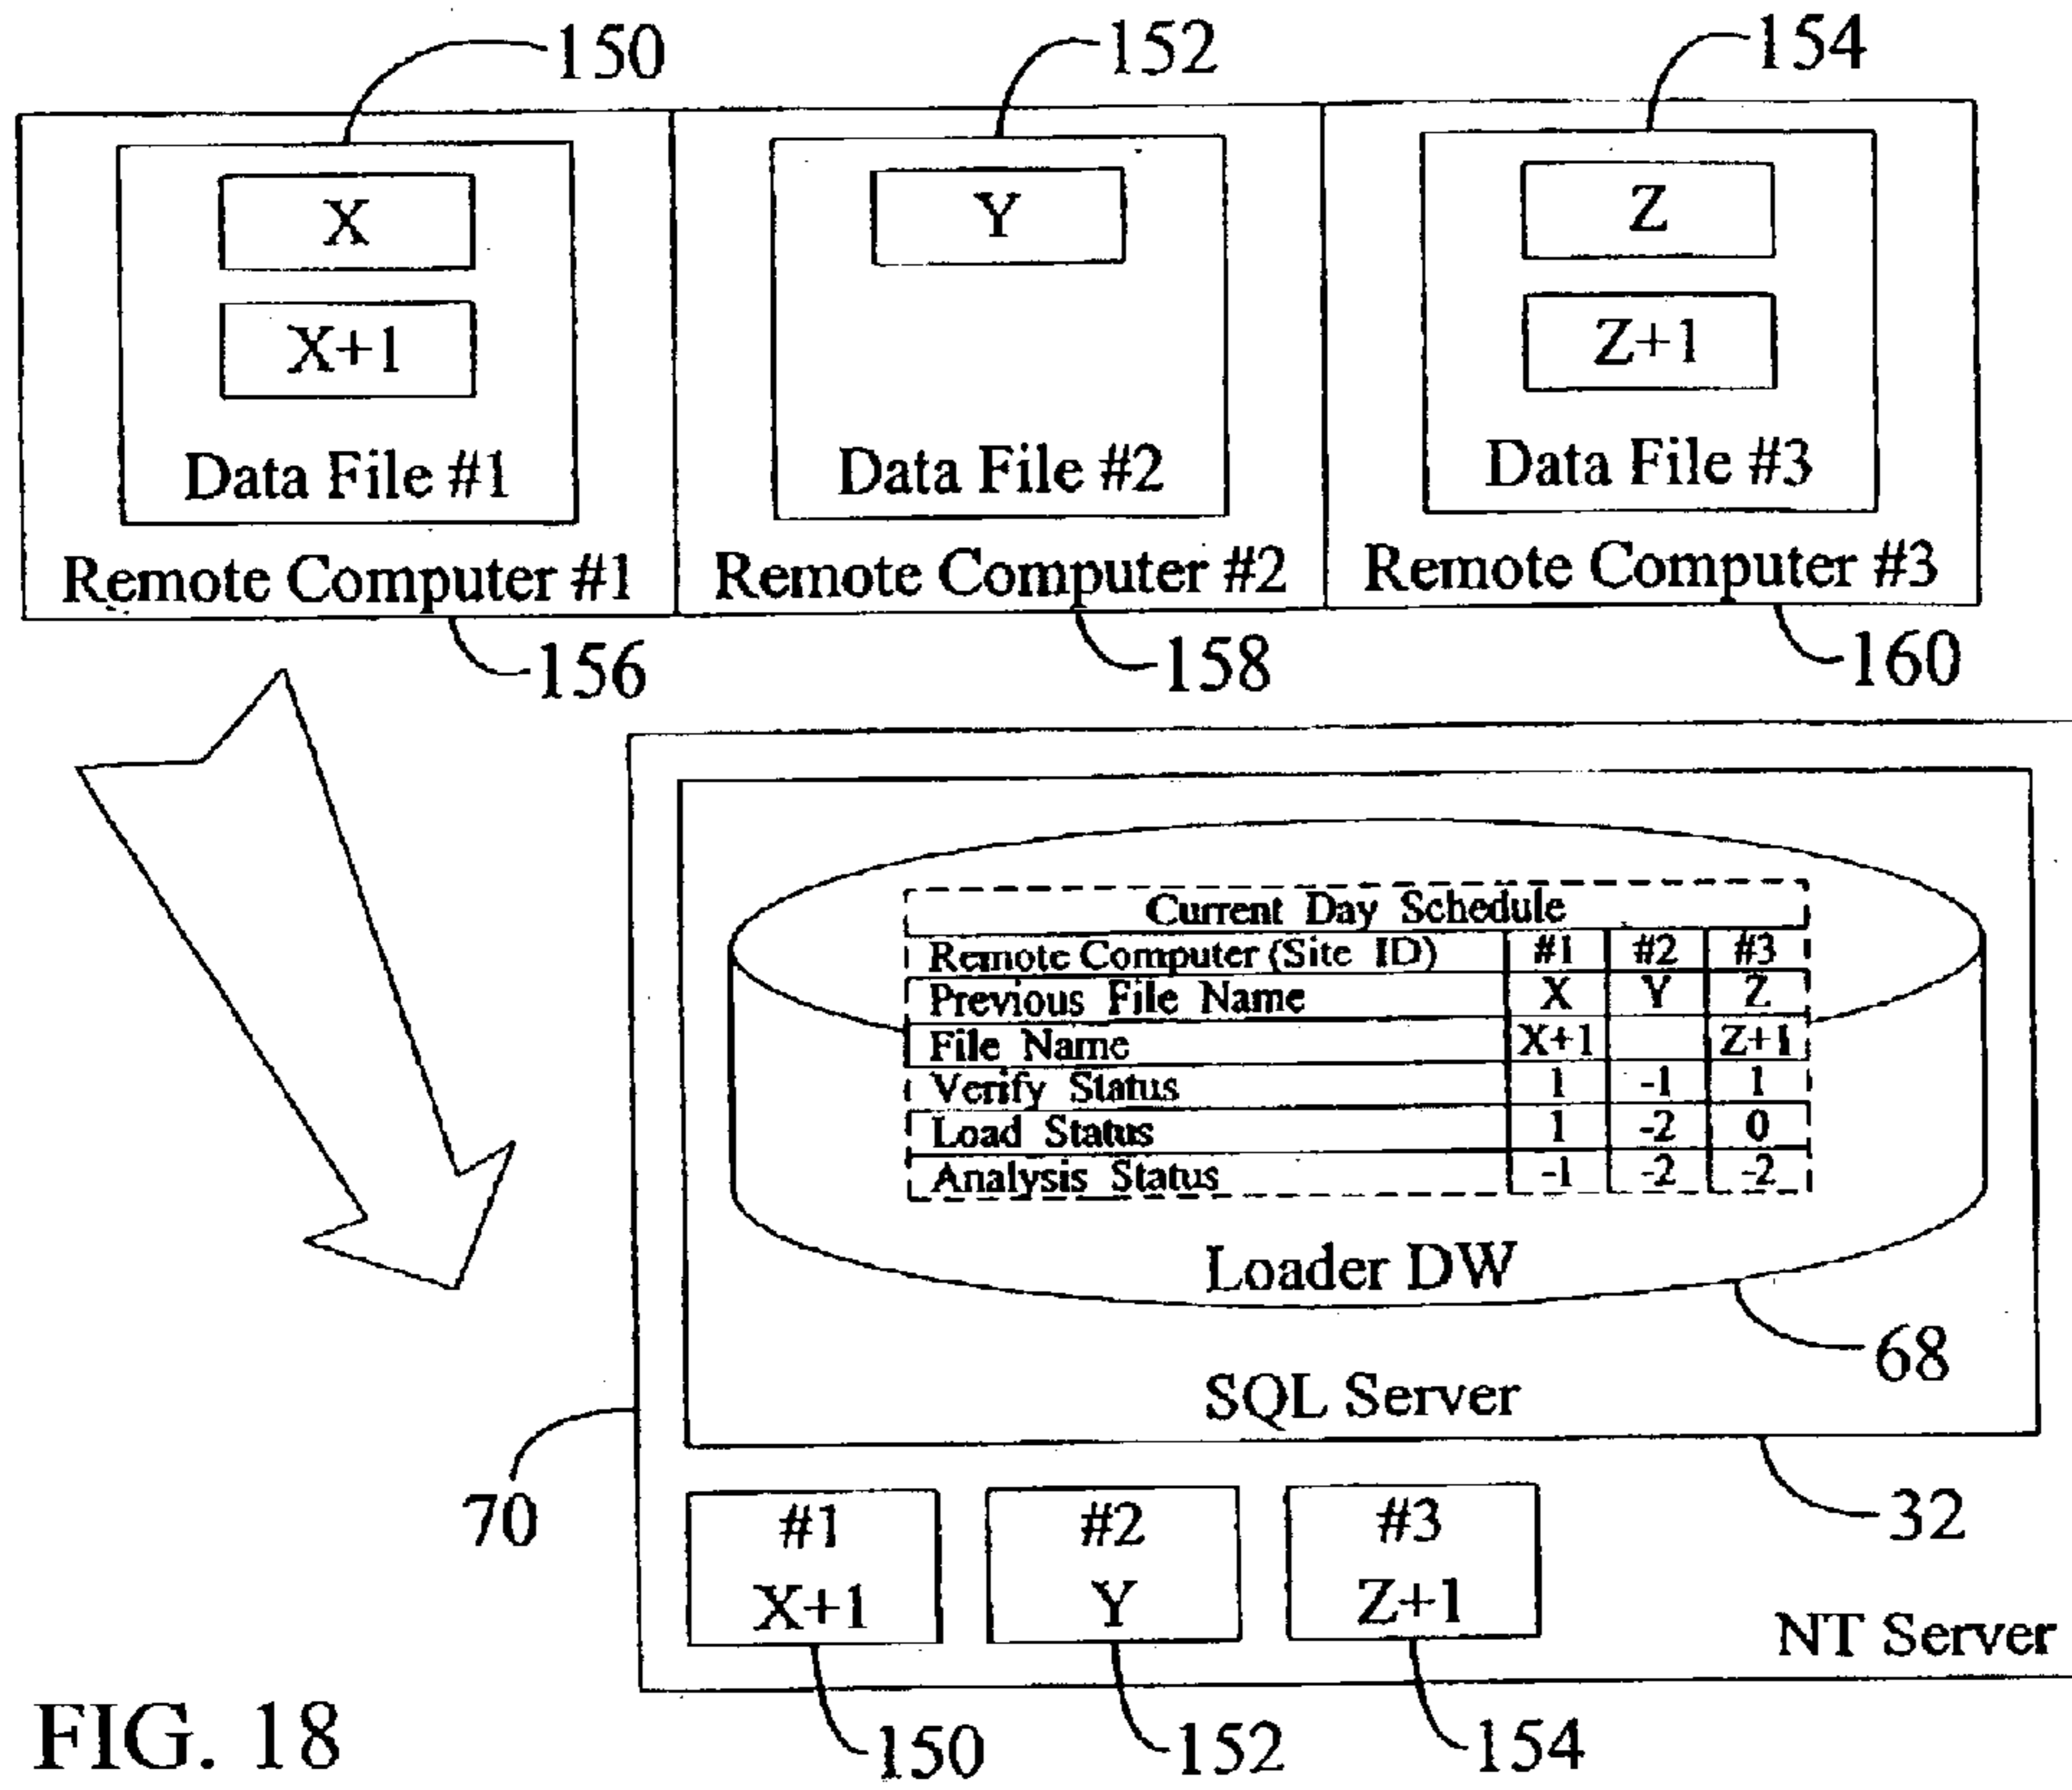 150 152 154
X Y Z
X+1 Z+1
Data File #1 Data File #2 Data File #3
Remote Computer #1 Remote Computer #2 Remote Computer #3
156 158 160
Current Day Schedule
Remote Computer (Site ID) #1 #2 #3
Previous File Name X Y Z
File Name X+1 Z+1
Verify Status 1 -1 1
Load Status 1 -2 0
Analysis Status -1 -2 -2
Loader DW
68
SQL Server
70
32
#1 #2 #3
X+1 Y Z+1
NT Server
150 152 154
FIG. 18